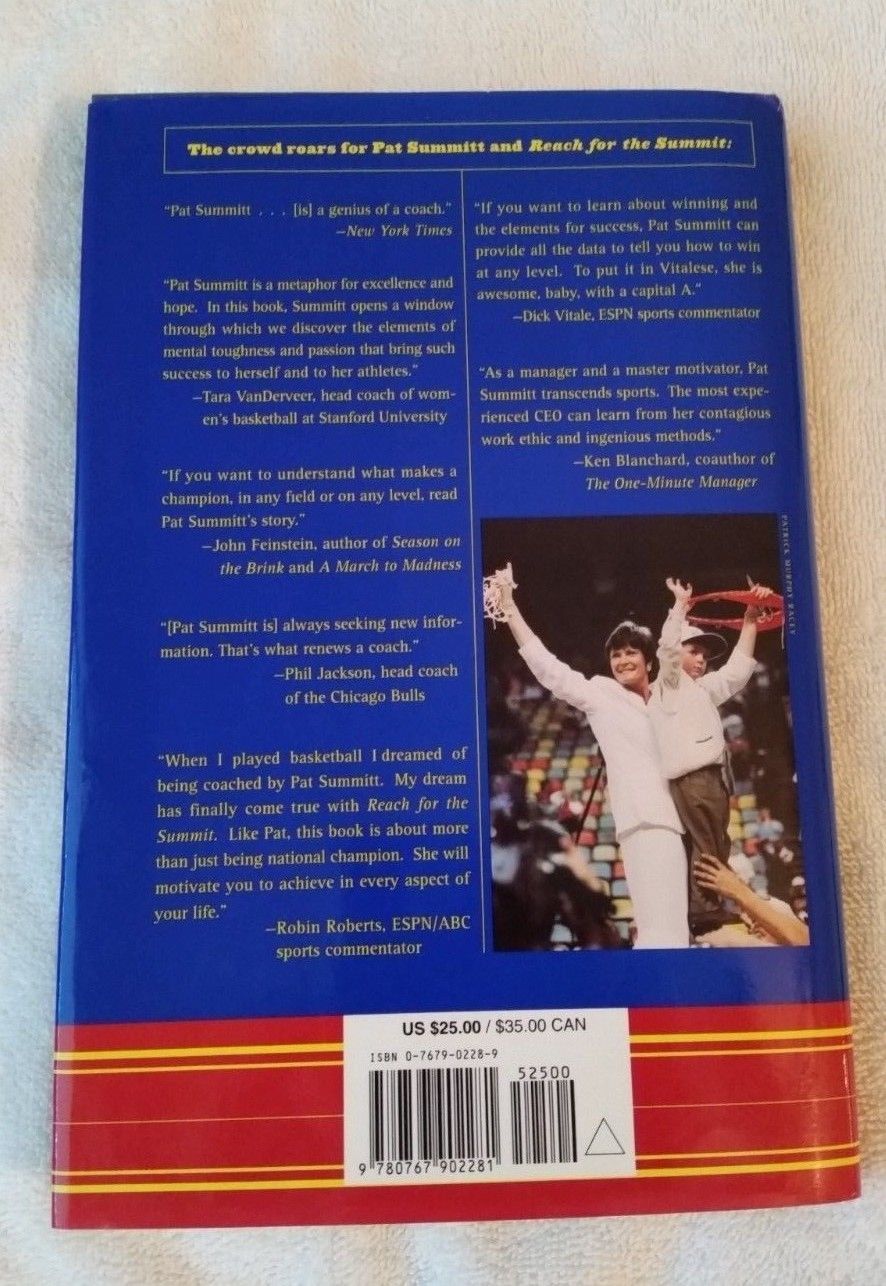 The crowd roars for Pat Summitt and Reach for the Summit:
“Pat Summitt . . . [is] a genius of a coach.”
—New York Times
“Pat Summitt is a metaphor for excellence and
hope. In this book, Summitt opens a window
through which we discover the elements of
mental toughness and passion that bring such
success to herself and to her athletes.”
—Tara VanDerveer, head coach of wom-
en’s basketball at Stanford University
“If you want to understand what makes a
champion, in any field or on any level, read
Pat Summitt’s story.”
—John Feinstein, author of Season on
the Brink and A March to Madness
“[Pat Summitt is] always seeking new infor-
mation. That’s what renews a coach.”
—Phil Jackson, head coach
of the Chicago Bulls
“When I played basketball I dreamed of
being coached by Pat Summitt. My dream
has finally come true with Reach for the
Summit. Like Pat, this book is about more
than just being national champion. She will
motivate you to achieve in every aspect of
your life.”
—Robin Roberts, ESPN/ABC
sports commentator
“If you want to learn about winning and
the elements for success, Pat Summitt can
provide all the data to tell you how to win
at any level. To put it in Vitalese, she is
awesome, baby, with a capital A.”
—Dick Vitale, ESPN sports commentator
“As a manager and a master motivator, Pat
Summitt transcends sports. The most expe-
rienced CEO can learn from her contagious
work ethic and ingenious methods.”
—Ken Blanchard, coauthor of
The One-Minute Manager
PATRICK MURPHY RACEY
US $25.00 / $35.00 CAN
ISBN 0-7679-0228-9
52500
9 780767 902281